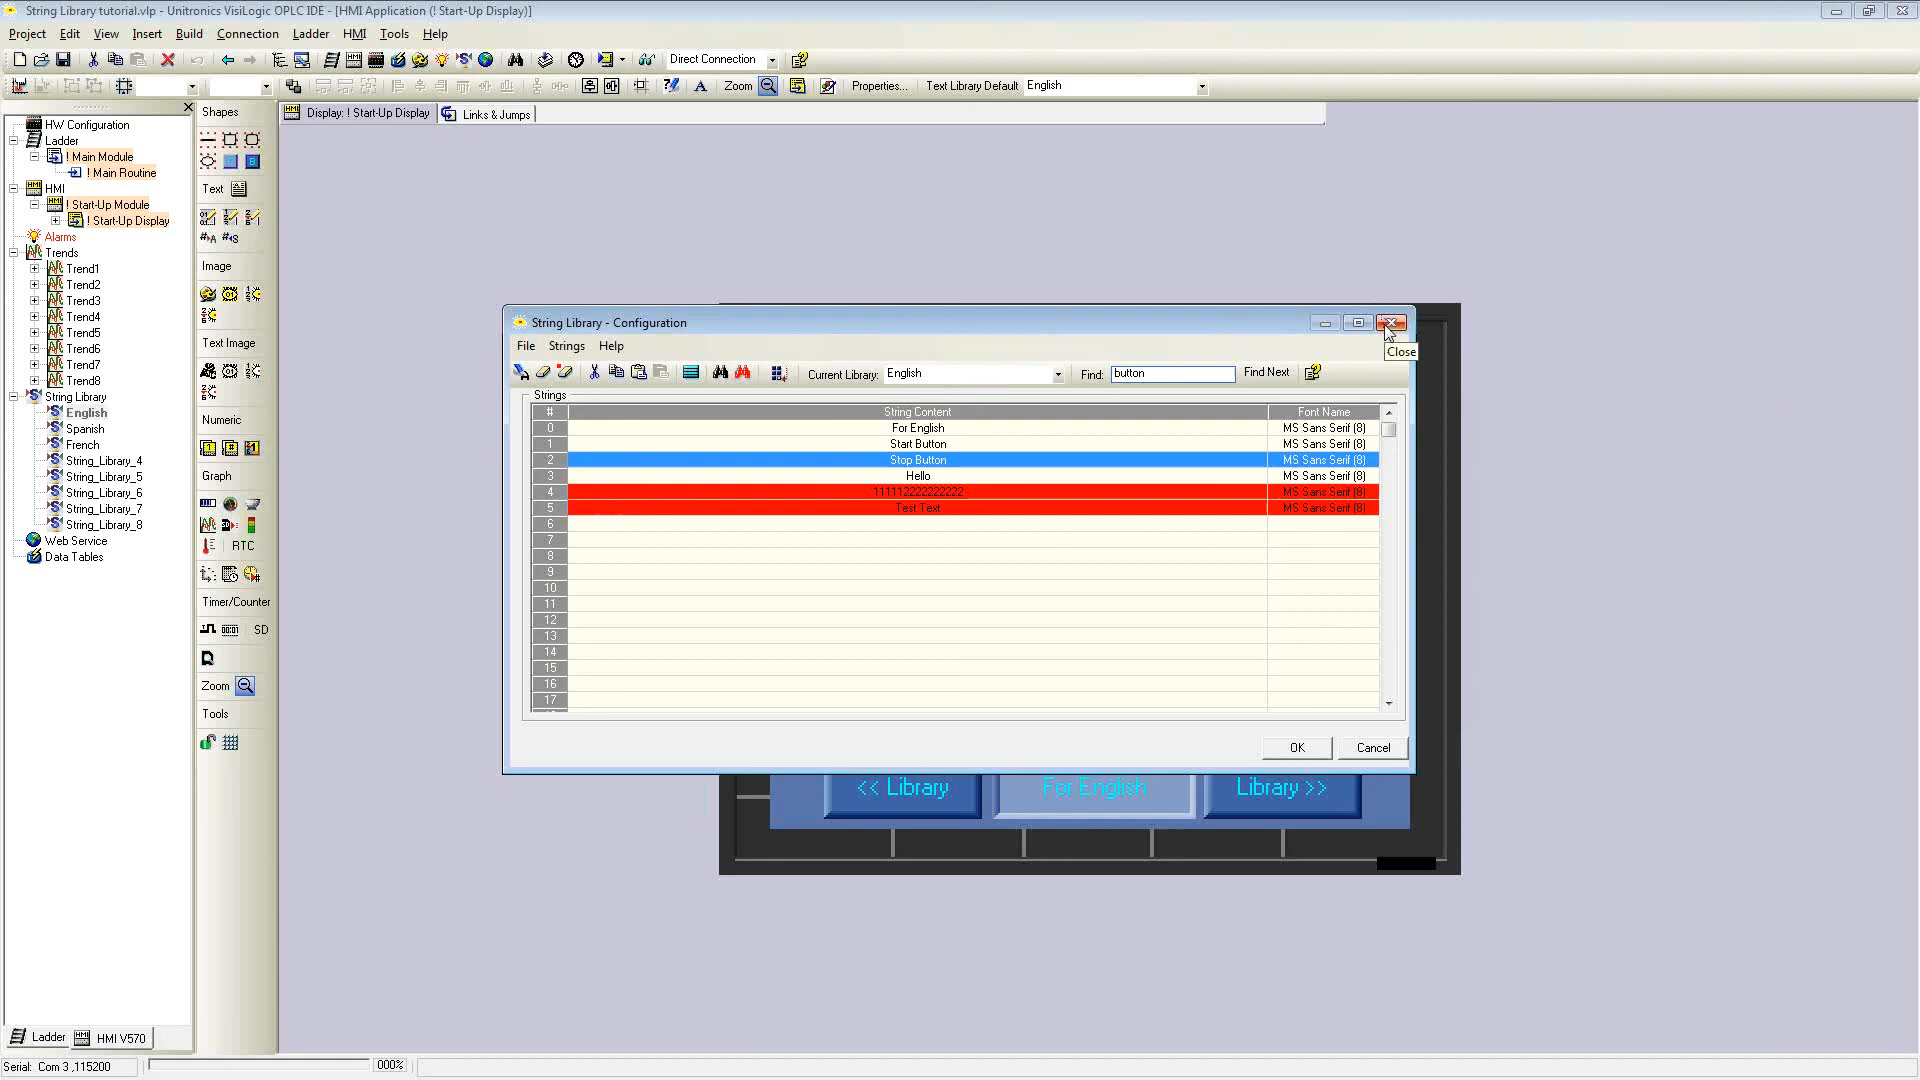 String Library tutorial.vlp - Unitronics VisiLogic OPLC IDE - [HMI Application (! Start-Up Display)]
Project Edit View Insert Build Connection Ladder HMI Tools Help
Direct Connection
Zoom Properties... Text Library Default English
Display: ! Start-Up Display Links & Jumps
HW Configuration
Ladder
! Main Module
! Main Routine
HMI
! Start-Up Module
! Start-Up Display
Alarms
Trends
Trend1
Trend2
Trend3
Trend4
Trend5
Trend6
Trend7
Trend8
String Library
English
Spanish
French
String_Library_4
String_Library_5
String_Library_6
String_Library_7
String_Library_8
Web Service
Data Tables
Ladder HMI V570
Shapes
Text
Image
Text Image
Numeric
Graph
RTC
Timer/Counter
SD
Zoom
Tools
String Library - Configuration
Close
File Strings Help
Current Library: English Find: button Find Next
Strings
# String Content Font Name
0 For English MS Sans Serif (8)
1 Start Button MS Sans Serif (8)
2 Stop Button MS Sans Serif (8)
3 Hello MS Sans Serif (8)
4 111112222222222 MS Sans Serif (8)
5 Test Text MS Sans Serif (8)
6
7
8
9
10
11
12
13
14
15
16
17
OK Cancel
<< Library For English Library >>
Serial: Com 3 ,115200 000%